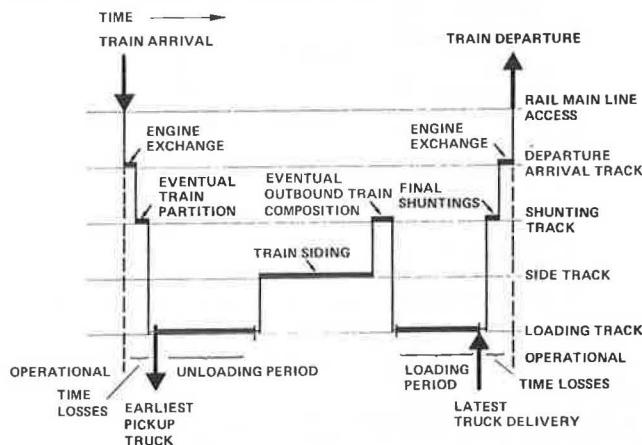 TIME
TRAIN ARRIVAL
TRAIN DEPARTURE
RAIL MAIN LINE
ACCESS
ENGINE
EXCHANGE
ENGINE
EXCHANGE
DEPARTURE
ARRIVAL TRACK
EVENTUAL
TRAIN
PARTITION
EVENTUAL
OUTBOUND TRAIN
COMPOSITION
FINAL
SHUNTINGS
SHUNTING
TRACK
TRAIN SIDING
SIDE TRACK
LOADING TRACK
OPERATIONAL
TIME
LOSSES
UNLOADING PERIOD
LOADING
PERIOD
OPERATIONAL
TIME LOSSES
EARLIEST
PICKUP
TRUCK
LATEST
TRUCK DELIVERY